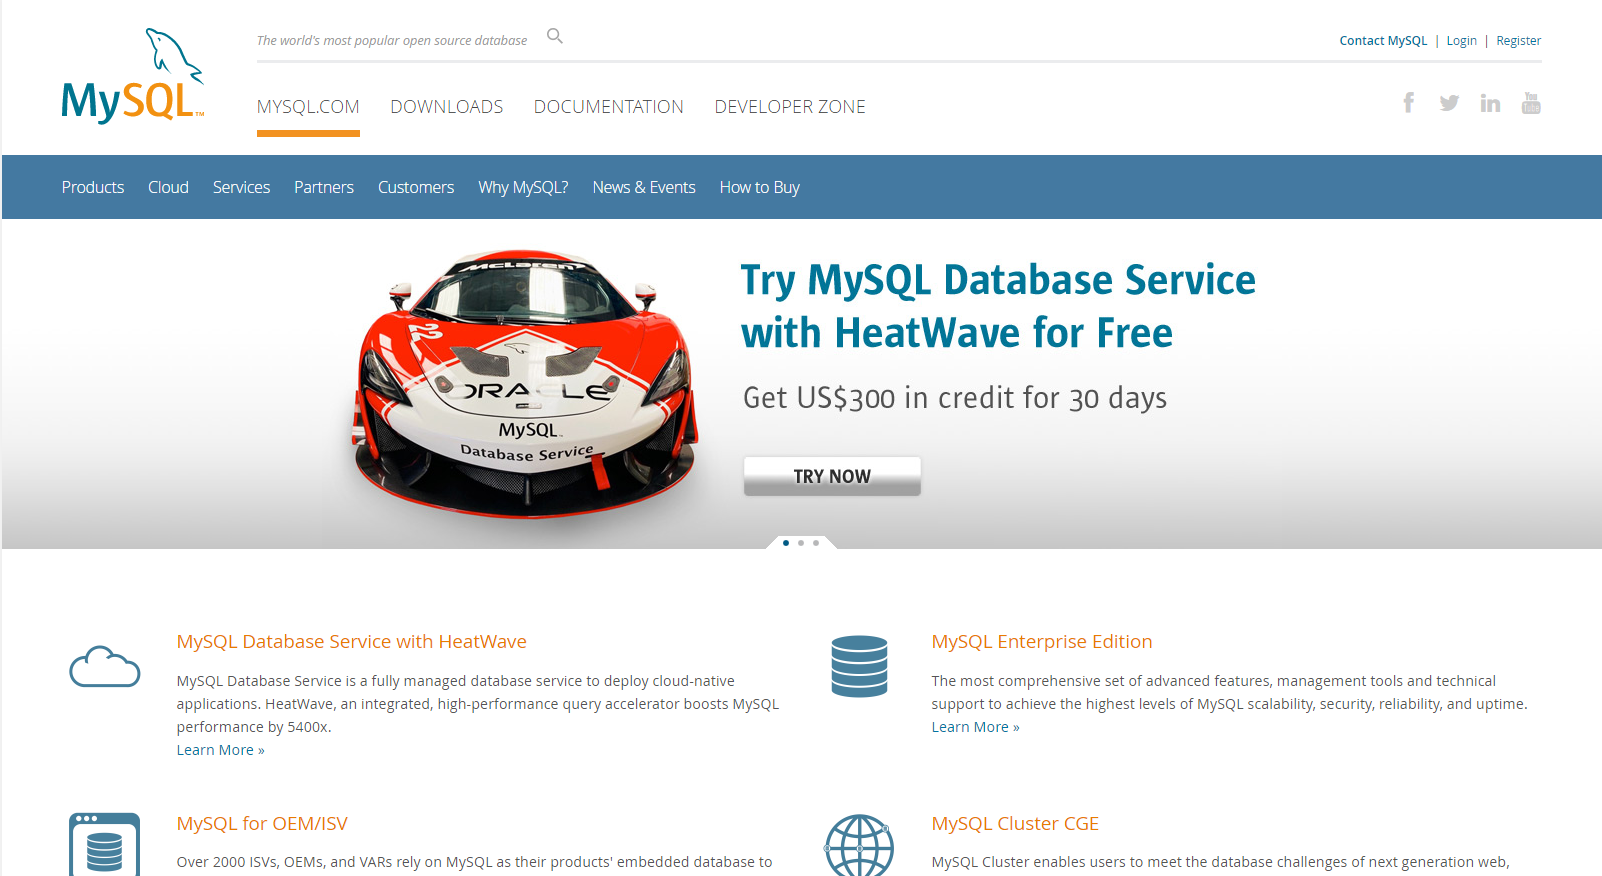 The world's most popular open source database
Contact MySQL | Login | Register
MySQL™
MYSQL.COM DOWNLOADS DOCUMENTATION DEVELOPER ZONE
f in You Tube
Products Cloud Services Partners Customers Why MySQL? News & Events How to Buy
McLaren
22
ORACLE
MySQL™
Database Service
Try MySQL Database Service
with HeatWave for Free
Get US$300 in credit for 30 days
TRY NOW
MySQL Database Service with HeatWave
MySQL Database Service is a fully managed database service to deploy cloud-native
applications. HeatWave, an integrated, high-performance query accelerator boosts MySQL
performance by 5400x.
Learn More »
MySQL Enterprise Edition
The most comprehensive set of advanced features, management tools and technical
support to achieve the highest levels of MySQL scalability, security, reliability, and uptime.
Learn More »
MySQL for OEM/ISV
Over 2000 ISVs, OEMs, and VARs rely on MySQL as their products' embedded database to
MySQL Cluster CGE
MySQL Cluster enables users to meet the database challenges of next generation web,